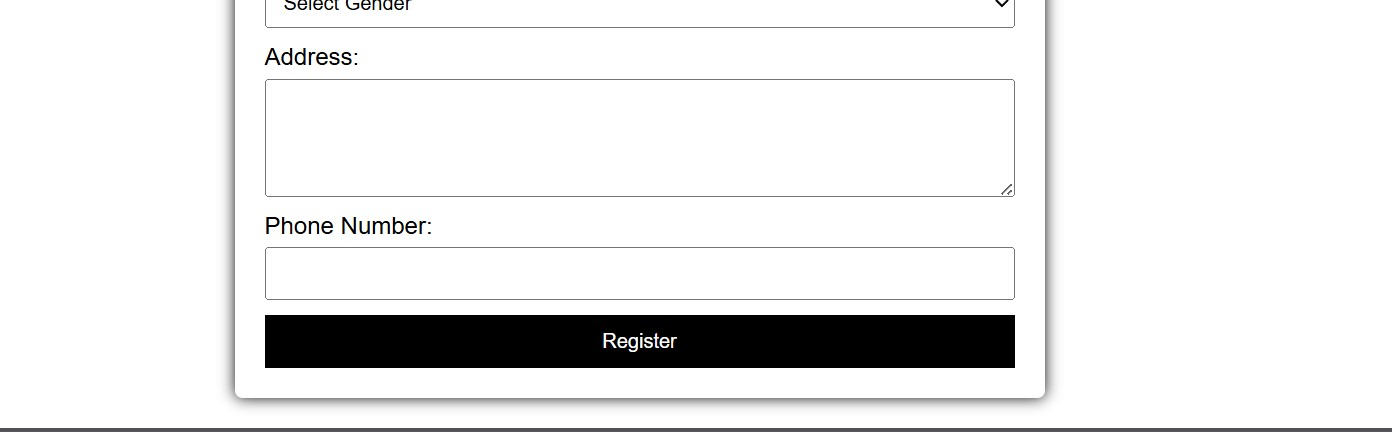 Select Gender
Address:
Phone Number:
Register